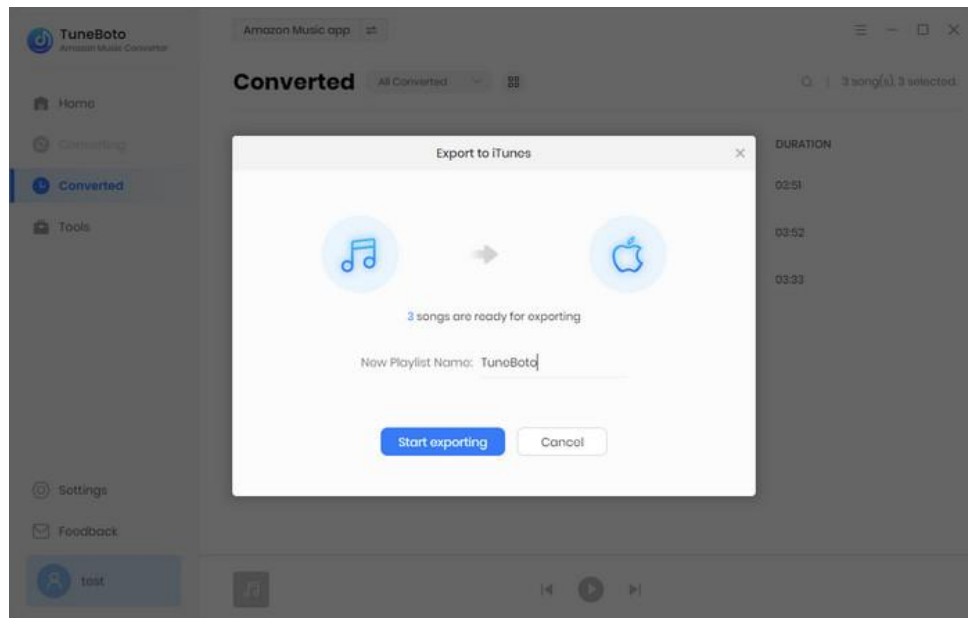 TuneBoto
Amazon Music Converter
Amazon Music app
Converted
All Converted
3 song(s), 3 selected.
Home
Converting
Converted
Tools
Export to iTunes
DURATION
03:51
03:52
03:33
3 songs are ready for exporting
New Playlist Name: TuneBoto
Start exporting
Cancel
Settings
Feedback
test